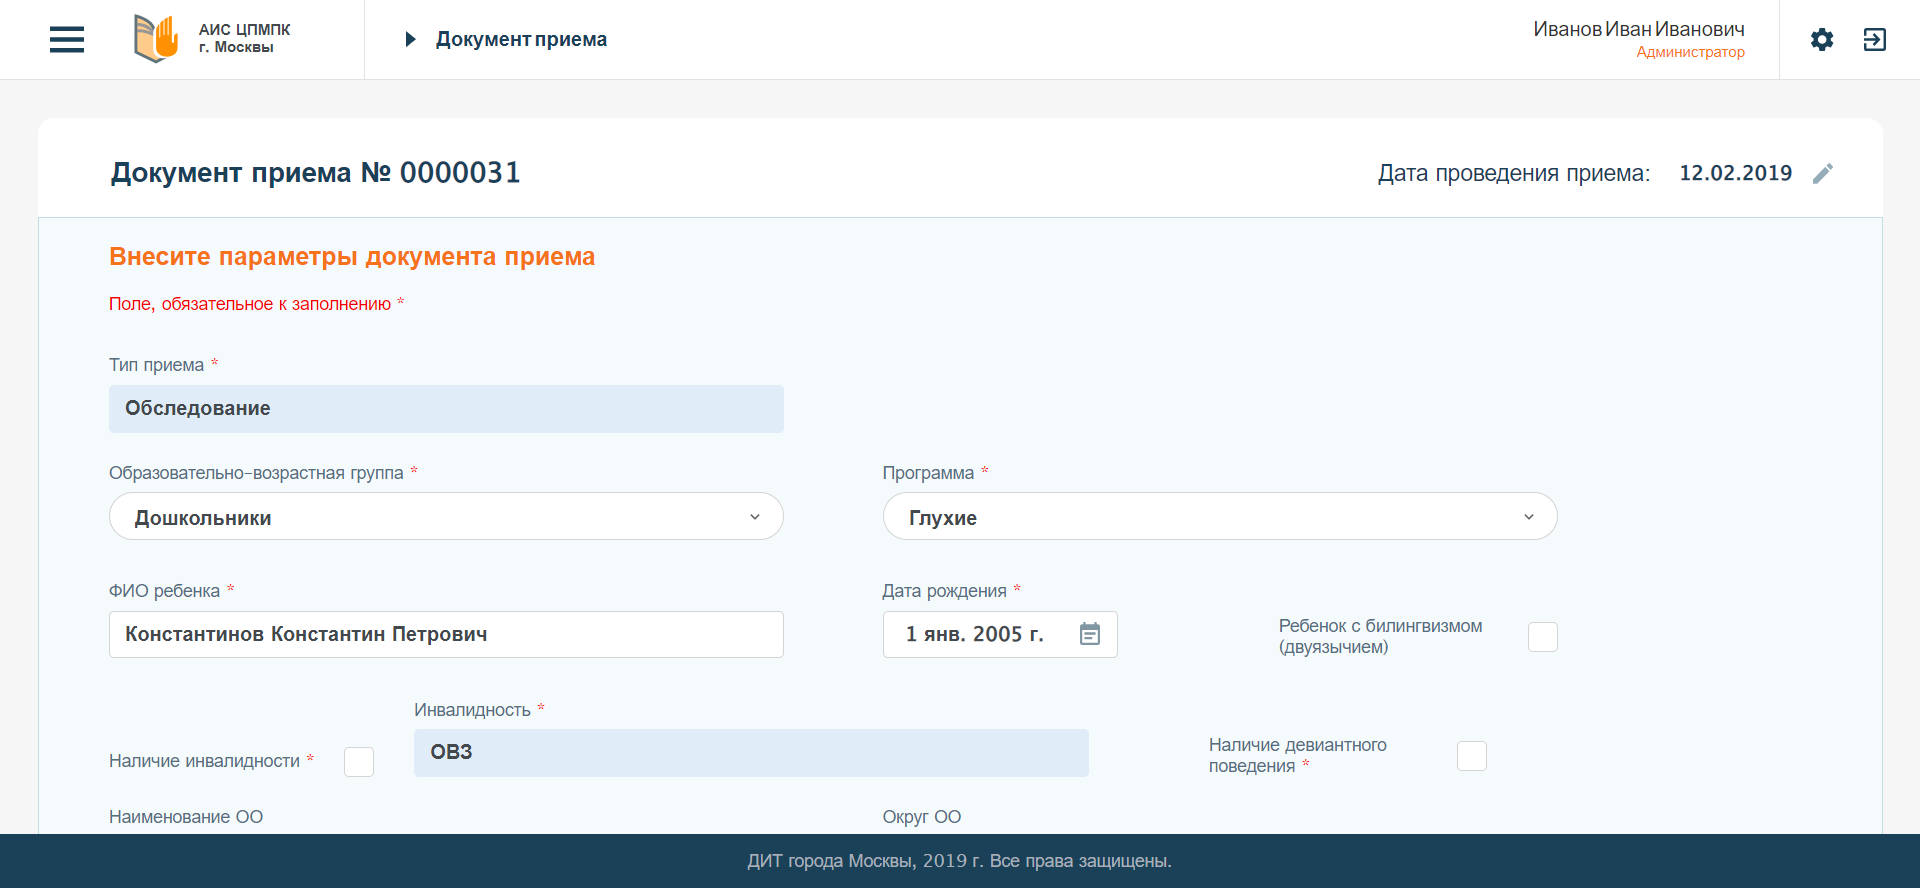 АИС ЦПМПК
г. Москвы
Документ приема
Иванов Иван Иванович
Администратор
Документ приема № 0000031
Дата проведения приема: 12.02.2019
Внесите параметры документа приема
Поле, обязательное к заполнению *
Тип приема *
Обследование
Образовательно-возрастная группа *
Дошкольники
Программа *
Глухие
ФИО ребенка *
Константинов Константин Петрович
Дата рождения *
1 янв. 2005 г.
Ребенок с билингвизмом
(двуязычием)
Наличие инвалидности *
Инвалидность *
ОВЗ
Наличие девиантного
поведения *
Наименование ОО
Округ ОО
ДИТ города Москвы, 2019 г. Все права защищены.